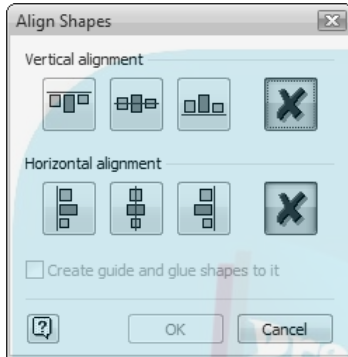 Align Shapes
Vertical alignment
Horizontal alignment
Create guide and glue shapes to it
?
OK
Cancel